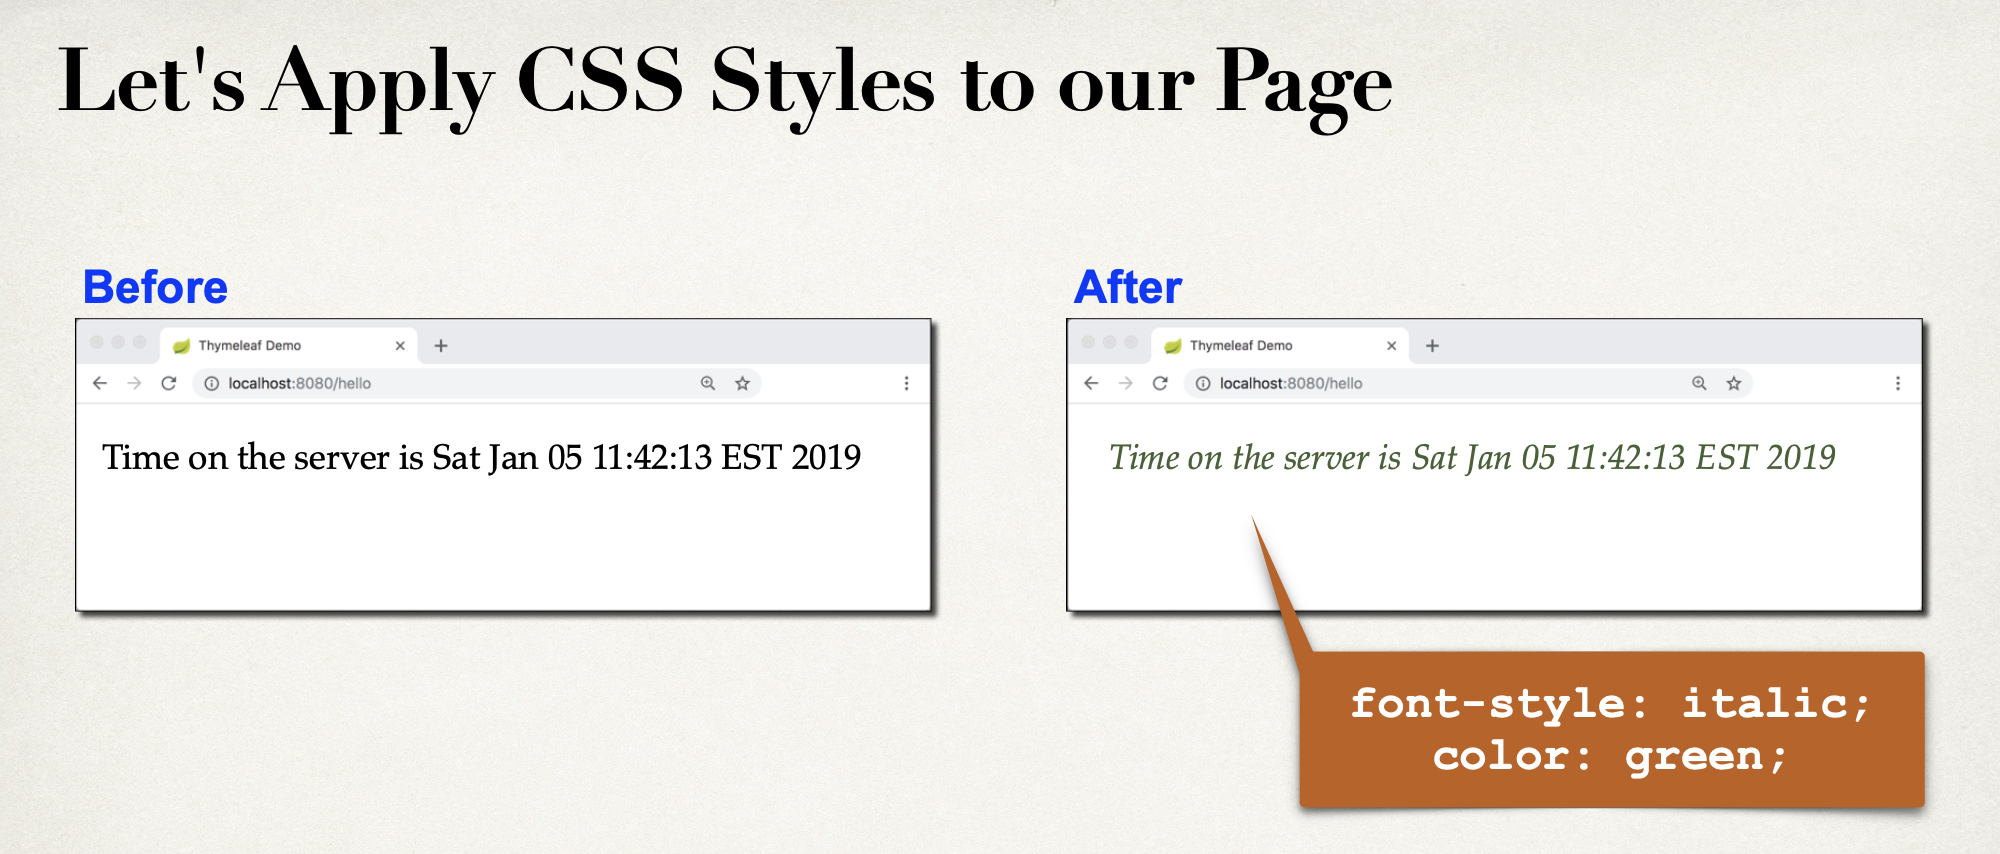 Let's Apply CSS Styles to our Page
Before
Thymeleaf Demo
localhost:8080/hello
Time on the server is Sat Jan 05 11:42:13 EST 2019
After
Thymeleaf Demo
localhost:8080/hello
Time on the server is Sat Jan 05 11:42:13 EST 2019
font-style: italic;
color: green;